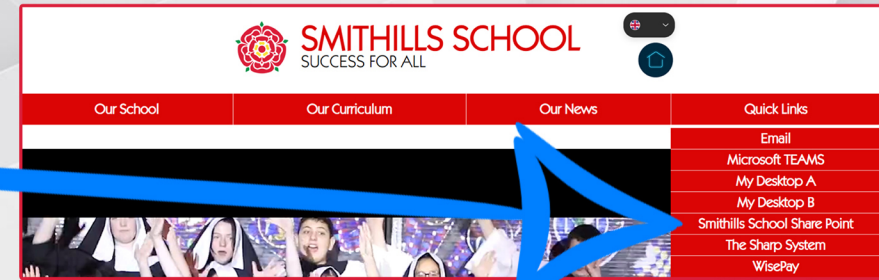 SMITHILLS SCHOOL
SUCCESS FOR ALL
Our School
Our Curriculum
Our News
Quick Links
Email
Microsoft TEAMS
My Desktop A
My Desktop B
Smithills School Share Point
The Sharp System
WisePay